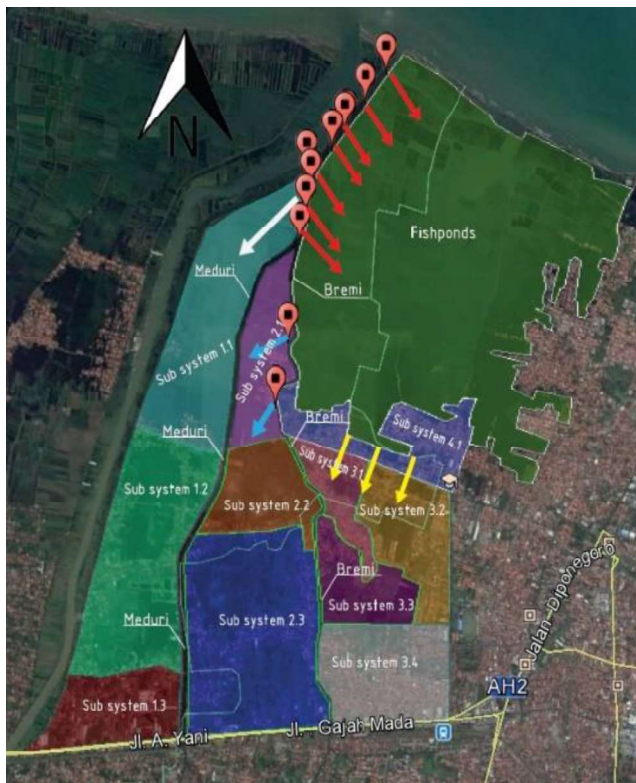 N
Fishponds
Meduri
Bremi
Sub system 2.1
Sub system 1.1
Meduri
Bremi
Sub system 4.1
Sub system 3.1
Sub system 1.2
Sub system 2.2
Sub system 3.2
Bremi
Meduri
Sub system 3.3
Sub system 2.3
Sub system 3.4
Sub system 1.3
Jalan-Diponegoro
AH2
Jl. A. Yani
Jl. . Gajah Mada